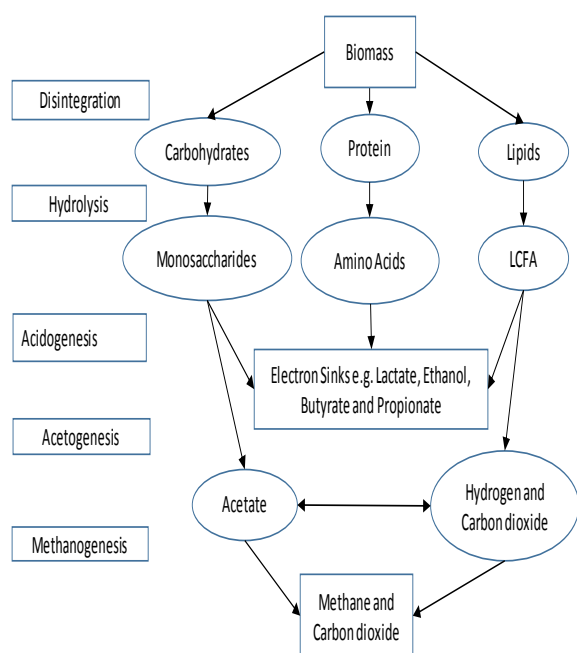 Biomass
Disintegration
Carbohydrates
Protein
Lipids
Hydrolysis
Monosaccharides
Amino Acids
LCFA
Acidogenesis
Electron Sinks e.g. Lactate, Ethanol,
Butyrate and Propionate
Acetogenesis
Acetate
Hydrogen and
Carbon dioxide
Methanogenesis
Methane and
Carbon dioxide